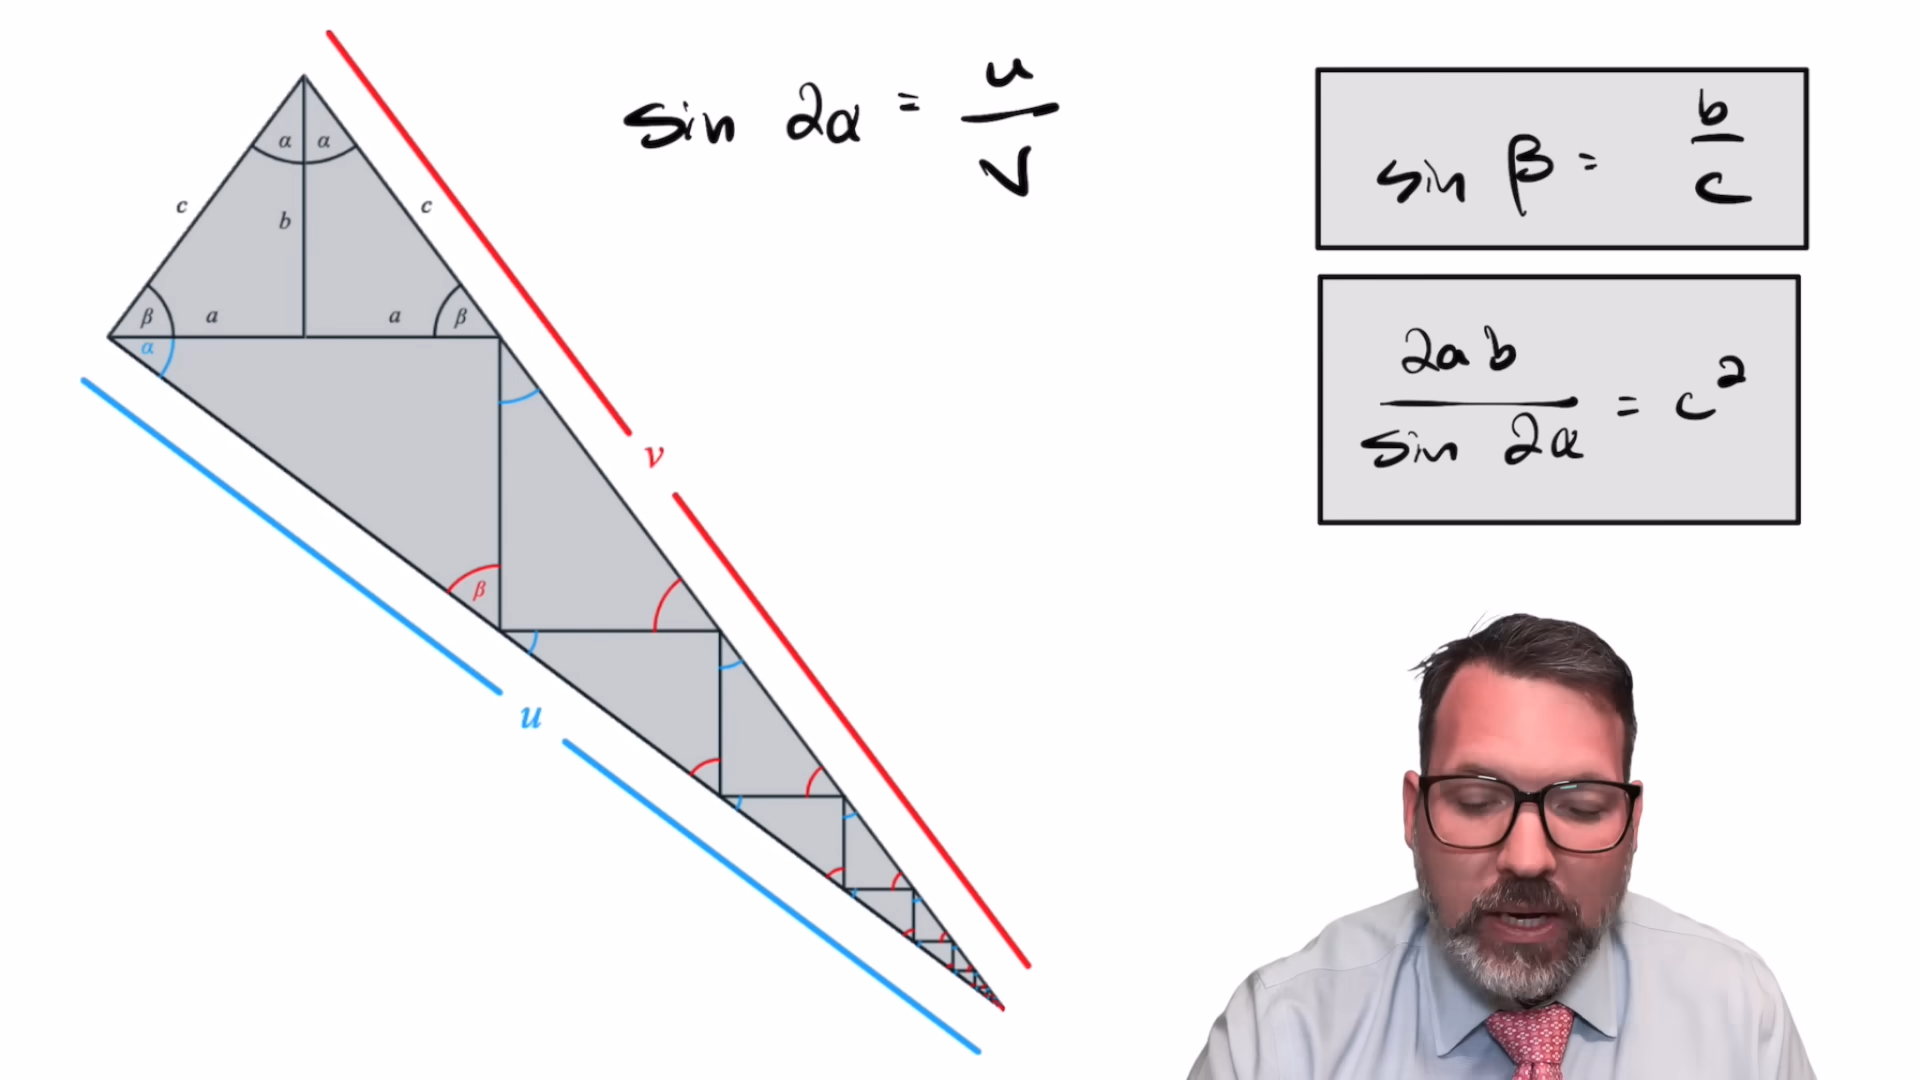 sin 2α = u/v
sin β = b/c
2ab/sin 2α = c²
α α
c b c
β a a β
α
v
β
u